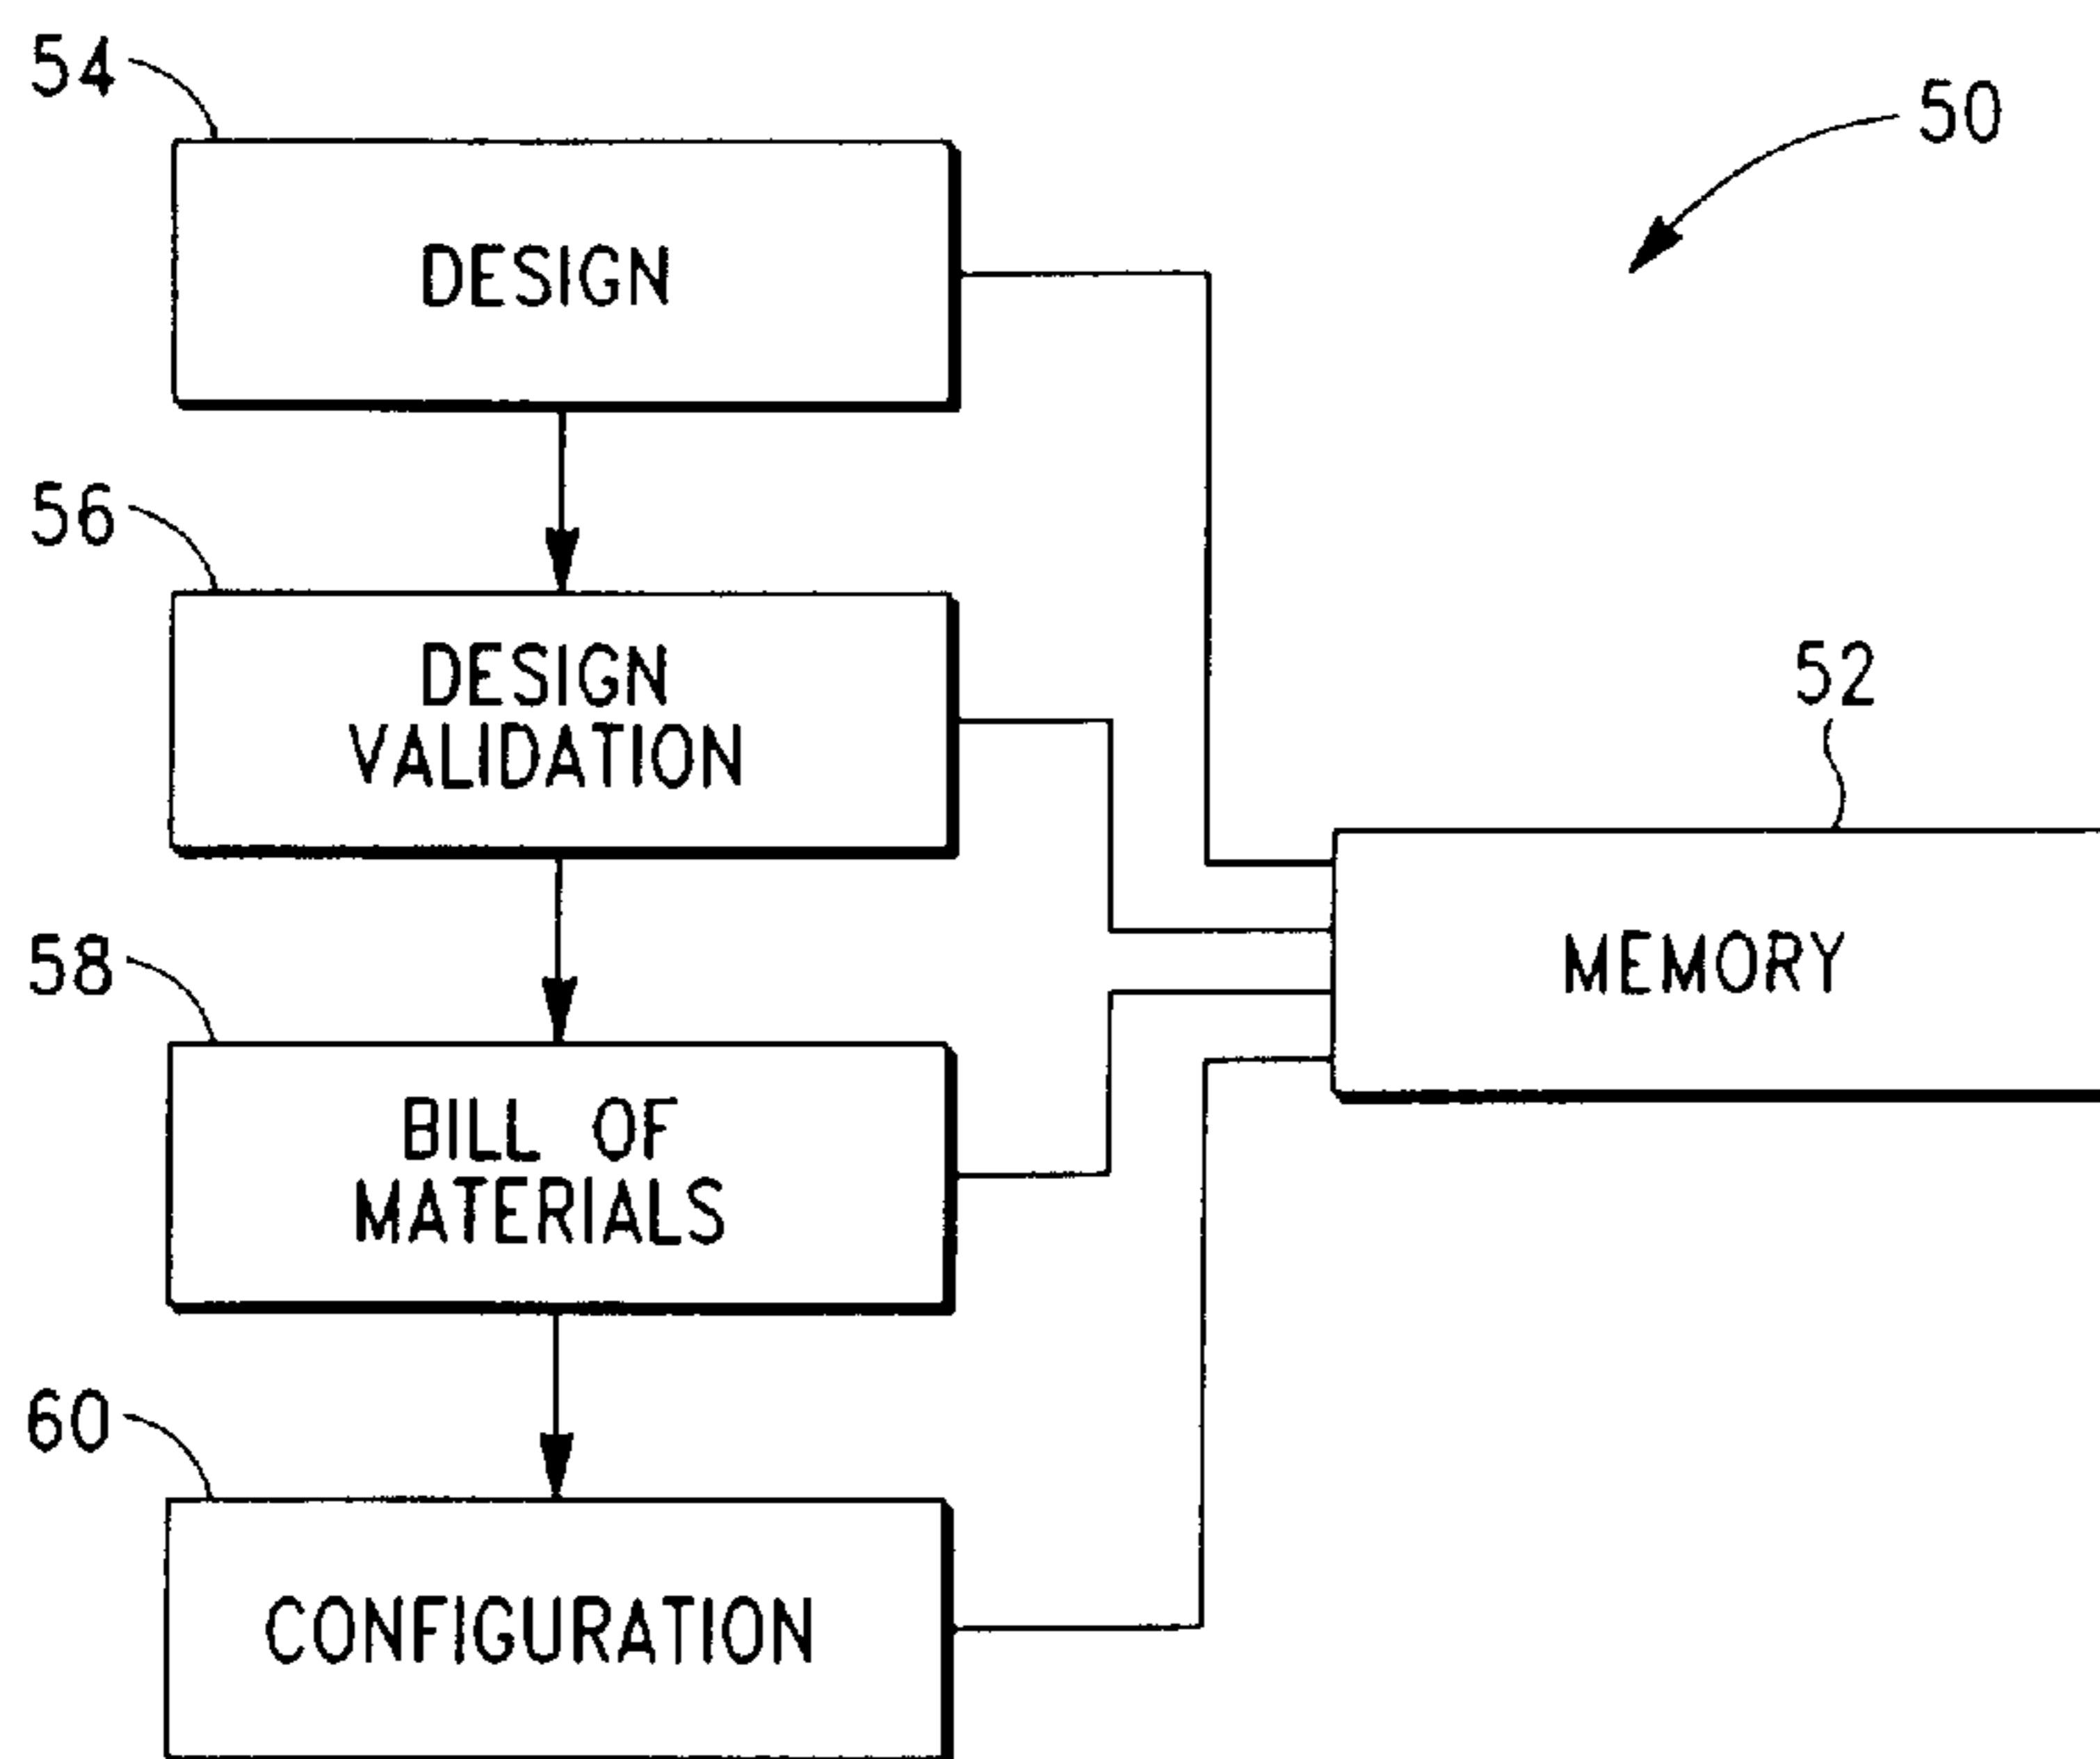 54
50
DESIGN
56
DESIGN
VALIDATION
52
58
MEMORY
BILL OF
MATERIALS
60
CONFIGURATION